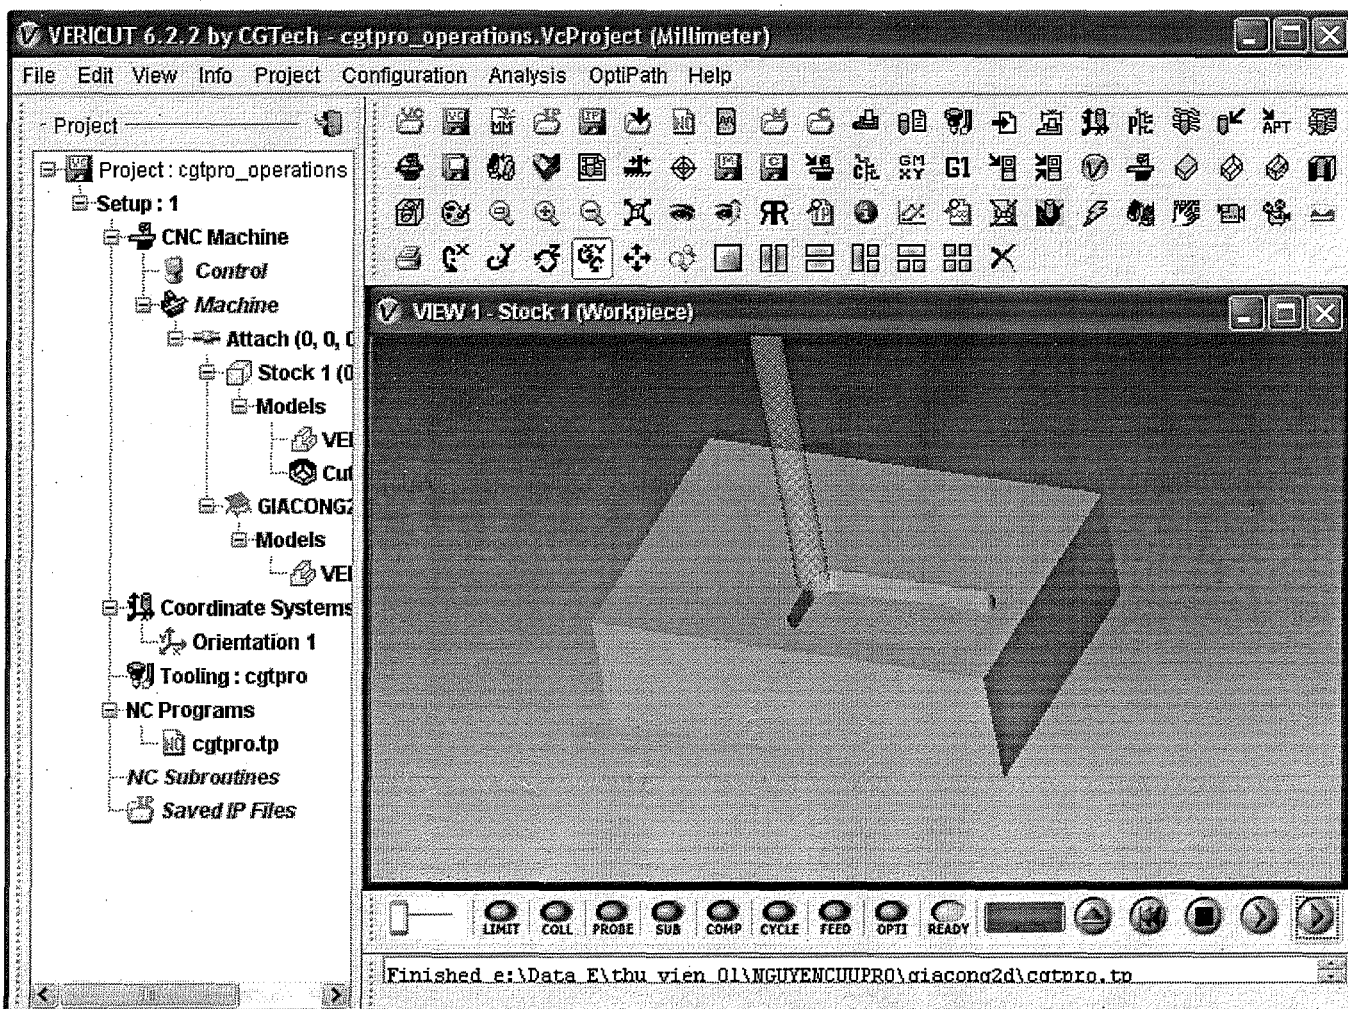 VERICUT 6.2.2 by CGTech - cgtpro_operations.VcProject (Millimeter)
File Edit View Info Project Configuration Analysis OptiPath Help
Project
Project : cgtpro_operations
Setup : 1
CNC Machine
Control
Machine
Attach (0, 0, 0
Stock 1 (0
Models
VEI
Cut
GIACONG2
Models
VEI
Coordinate Systems
Orientation 1
Tooling : cgtpro
NC Programs
cgtpro.tp
NC Subroutines
Saved IP Files
G1
APT
VIEW 1 - Stock 1 (Workpiece)
LIMIT COLL PROBE SUB COMP CYCLE FEED OPTI READY
Finished e:\Data E\thu vien 01\NGUYENCUUPRO\giacong2d\cgtpro.tp